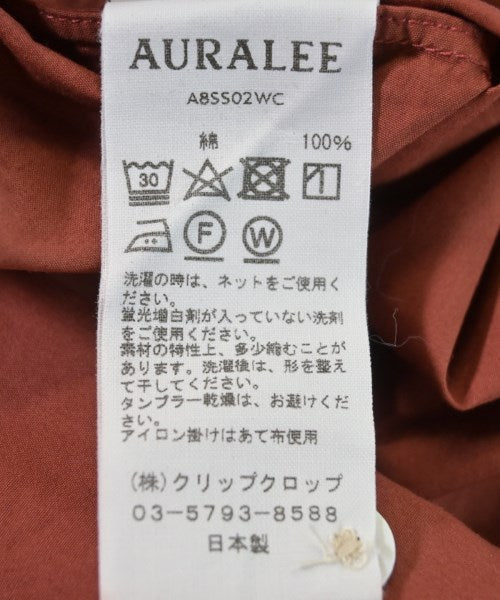 AURALEE
A8SS02WC
綿 100%
30
F W
洗濯の時は、ネットをご使用く
ださい。
蛍光増白剤が入っていない洗剤
をご使用ください。
素材の特性上、多少縮むことが
あります。洗濯後は、形を整え
て干してください。
タンブラー乾燥は、お避けくだ
さい。
アイロン掛けはあて布使用
(株)クリップクロップ
03-5793-8588
日本製